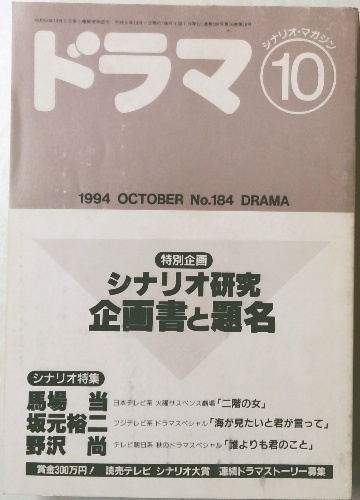 ドラマ
シナリオ・マガジン
10
1994 OCTOBER No.184 DRAMA
特別企画
シナリオ研究
企画書と題名
シナリオ特集
馬場 当 日本テレビ系 火曜サスペンス劇場「二階の女」
坂元裕二 フジテレビ系 ドラマスペシャル「海が見たいと君が言って」
野沢 尚 テレビ朝日系 秋のドラマスペシャル「誰よりも君のこと」
賞金300万円! 読売テレビ シナリオ大賞 連続ドラマストーリー募集